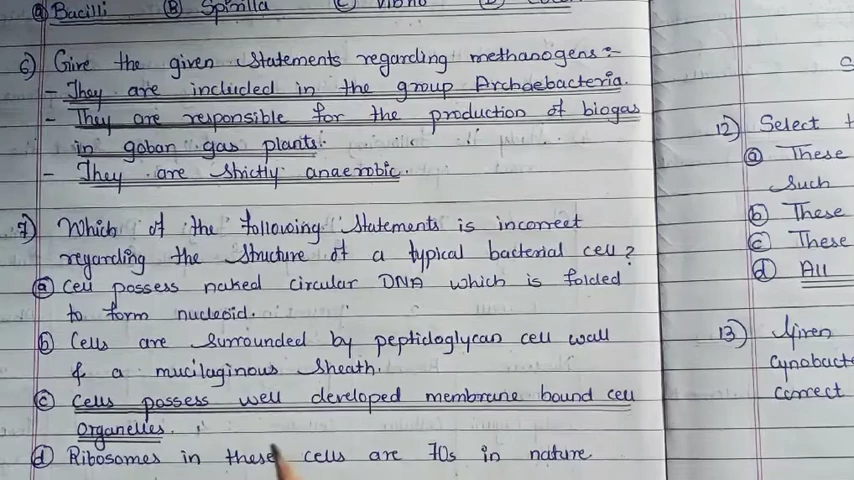 ⓐ Bacilli ⓑ Spirilla ⓒ Vibrio ⓓ
6) Give the given statements regarding methanogens:-
- They are included in the group Archaebacteria.
- They are responsible for the production of biogas
in gobar gas plants.
- They are strictly anaerobic.
7) Which of the following statements is incorrect
regarding the structure of a typical bacterial cell?
ⓐ Cell possess naked circular DNA which is folded
to form nucleoid.
ⓑ Cells are surrounded by peptidoglycan cell wall
& a mucilaginous sheath.
ⓒ Cells possess well developed membrane bound cell
organelles.
ⓓ Ribosomes in these cells are 70s in nature
12) Select
ⓐ These
Such
ⓑ These
ⓒ These
ⓓ All
13) Given
cynobacte
correct